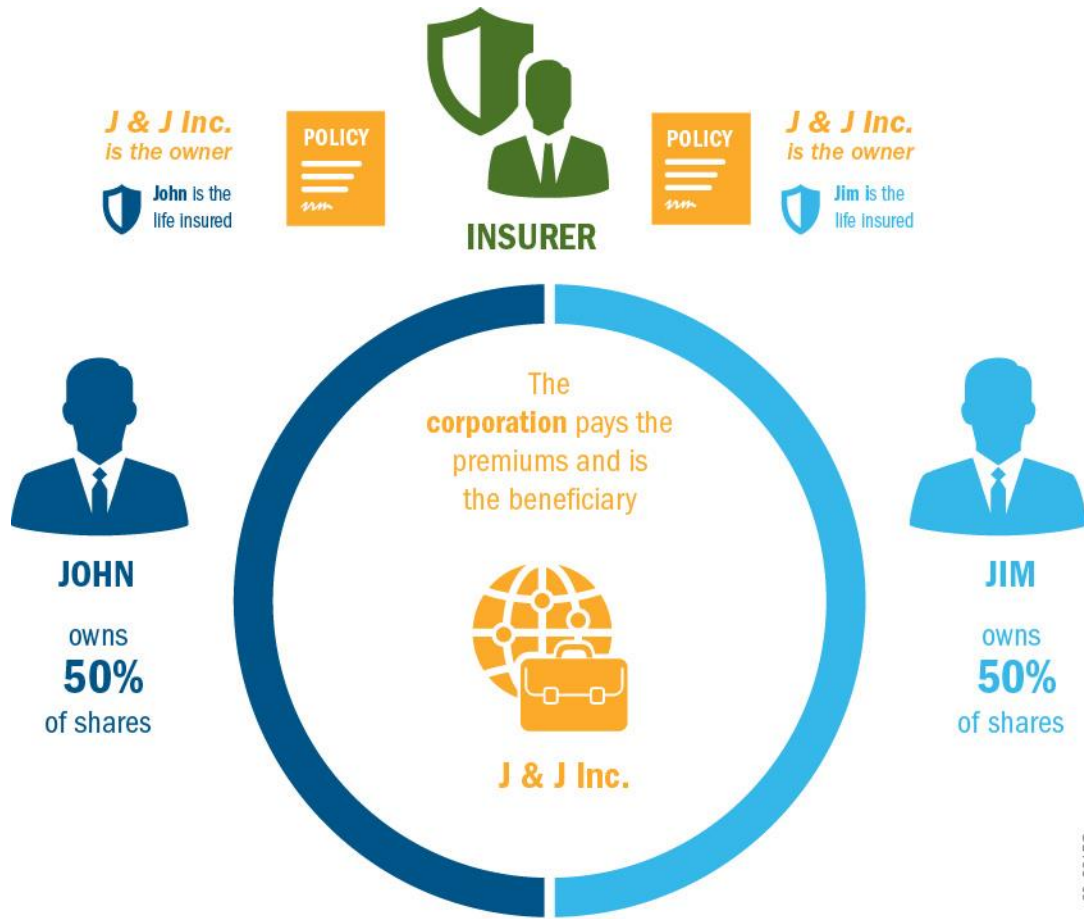 J & J Inc.
is the owner
John is the
life insured
POLICY
POLICY
J & J Inc.
is the owner
Jim is the
life insured
INSURER
The
corporation pays the
premiums and is
the beneficiary
JOHN
owns
50%
of shares
JIM
owns
50%
of shares
J & J Inc.